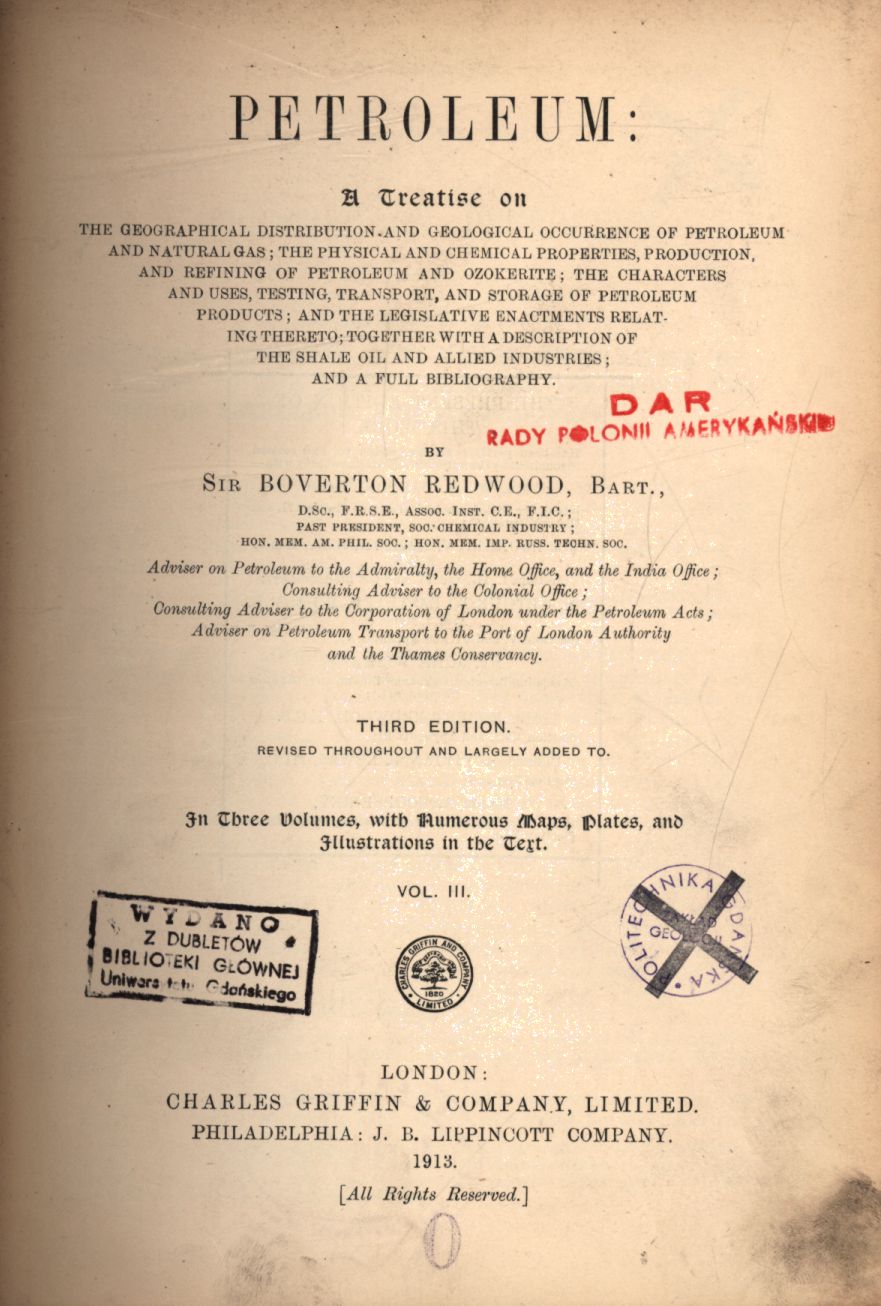 PETROLEUM:
A Treatise on
THE GEOGRAPHICAL DISTRIBUTION.AND GEOLOGICAL OCCURRENCE OF PETROLEUM
AND NATURAL GAS; THE PHYSICAL AND CHEMICAL PROPERTIES, PRODUCTION,
AND REFINING OF PETROLEUM AND OZOKERITE; THE CHARACTERS
AND USES, TESTING, TRANSPORT, AND STORAGE OF PETROLEUM
PRODUCTS; AND THE LEGISLATIVE ENACTMENTS RELAT-
ING THERETO; TOGETHER WITH A DESCRIPTION OF
THE SHALE OIL AND ALLIED INDUSTRIES;
AND A FULL BIBLIOGRAPHY.
DAR
RADY POLONII AMERYKAŃSKIEJ
BY
SIR BOVERTON REDWOOD, BART.,
D.SC., F.R.S.E., ASSOC. INST. C.E., F.I.C.;
PAST PRESIDENT, SOC. CHEMICAL INDUSTRY;
HON. MEM. AM. PHIL. SOC.; HON. MEM. IMP. RUSS. TECHN. SOC.
Adviser on Petroleum to the Admiralty, the Home Office, and the India Office;
Consulting Adviser to the Colonial Office;
Consulting Adviser to the Corporation of London under the Petroleum Acts;
Adviser on Petroleum Transport to the Port of London Authority
and the Thames Conservancy.
THIRD EDITION.
REVISED THROUGHOUT AND LARGELY ADDED TO.
In Three Volumes, with Numerous Maps, Plates, and
Illustrations in the Text.
VOL. III.
WYDANO
Z DUBLETÓW
BIBLIOTEKI GŁÓWNEJ
Gdańskiego
CHARLES GRIFFIN AND COMPANY
1820
LIMITED
POLITECHNIKA GDAŃSKA
ZAKŁAD
LONDON:
CHARLES GRIFFIN & COMPANY, LIMITED.
PHILADELPHIA: J. B. LIPPINCOTT COMPANY.
1913.
[All Rights Reserved.]
O